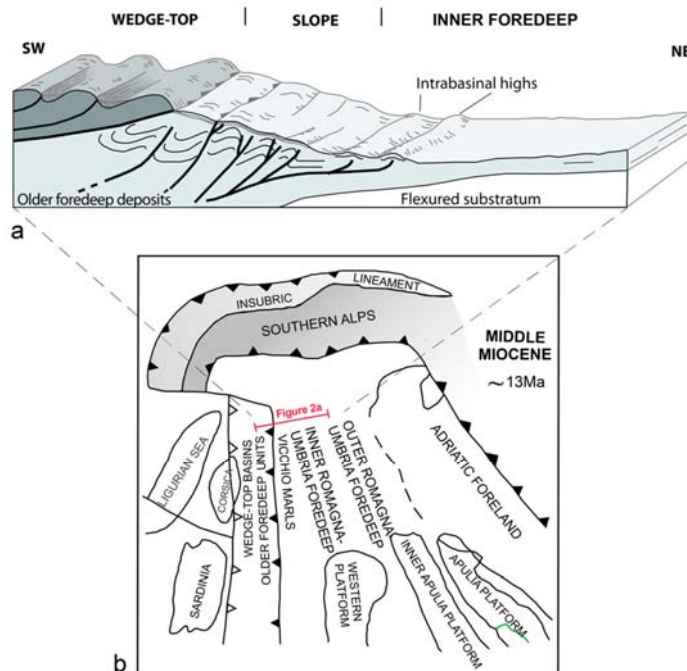 WEDGE-TOP
SLOPE
INNER FOREDEEP
SW
NE
Intrabasinal highs
Older foredeep deposits
Flexured substratum
a
INSUBRIC
LINEAMENT
SOUTHERN ALPS
MIDDLE
MIOCENE
~13Ma
Figure 2a
LIGURIAN SEA
CORSICA
SARDINIA
WEDGE-TOP BASINS
OLDER FOREDEEP UNITS
VICCHIO MARLS
INNER ROMAGNA-
UMBRIA FOREDEEP
OUTER ROMAGNA
UMBRIA FOREDEEP
ADRIATIC FORELAND
WESTERN
PLATFORM
INNER APULIA PLATFORM
APULIA PLATFORM
b